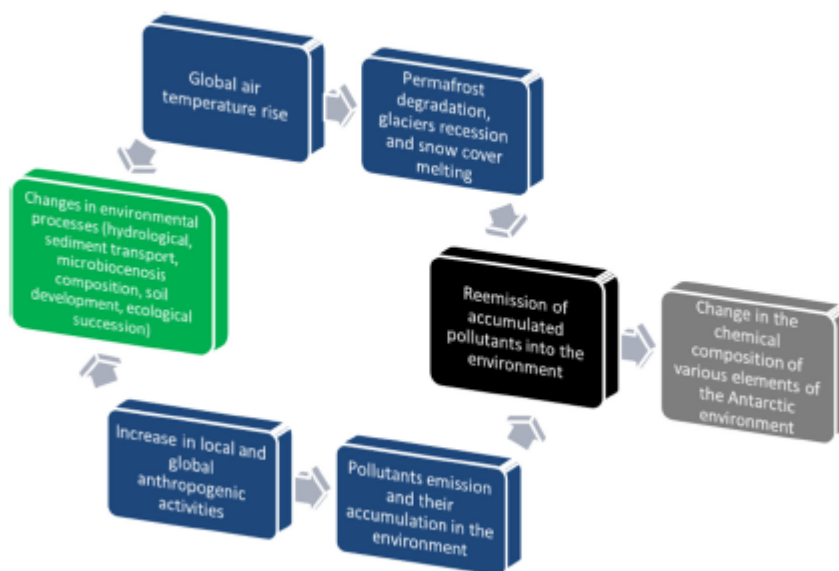 Global air
temperature rise
Permafrost
degradation,
glaciers recession
and snow cover
melting
Changes in environmental
processes (hydrological,
sediment transport,
microbiocenosis
composition, soil
development, ecological
succession)
Reemission of
accumulated
pollutants into the
environment
Change in the
chemical
composition of
various elements of
the Antarctic
environment
Increase in local and
global
anthropogenic
activities
Pollutants emission
and their
accumulation in the
environment